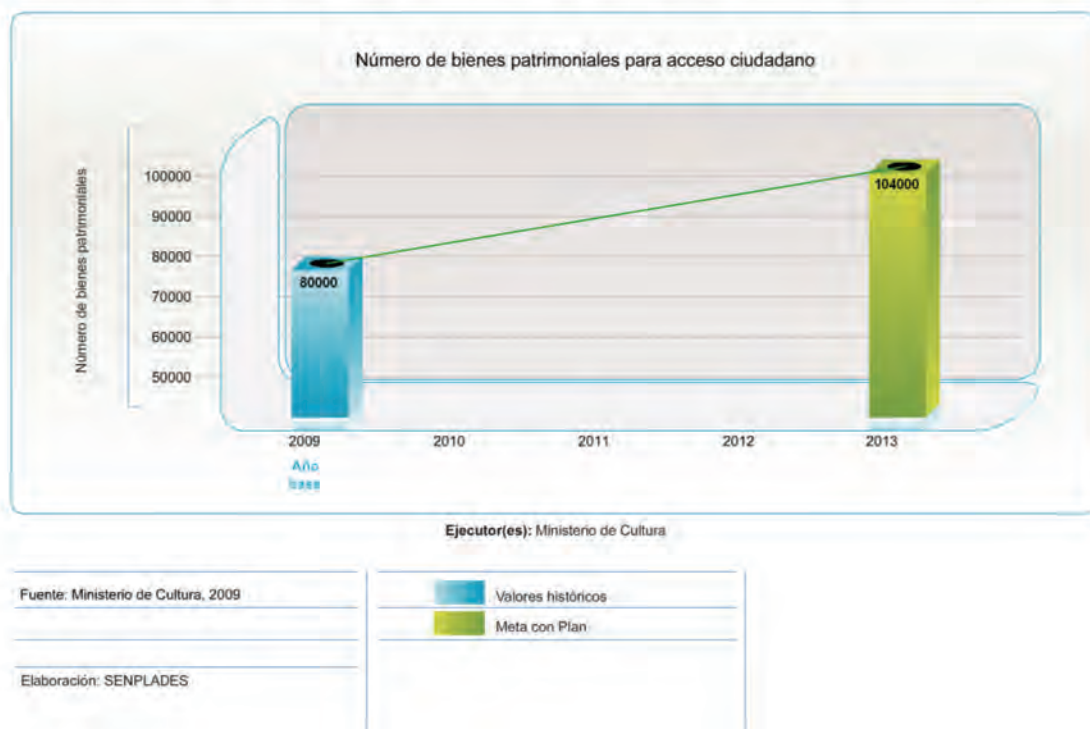 Número de bienes patrimoniales para acceso ciudadano
Número de bienes patrimoniales
100000
90000
80000
70000
60000
50000
80000
104000
2009
2010
2011
2012
2013
Año
base
Ejecutor(es): Ministerio de Cultura
Fuente: Ministerio de Cultura, 2009
Elaboración: SENPLADES
Valores históricos
Meta con Plan